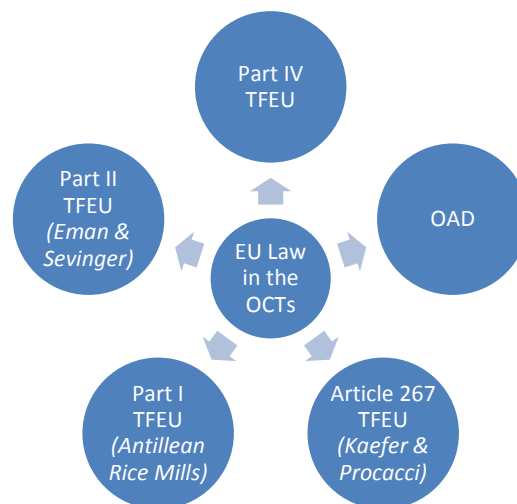 Part IV
TFEU
Part II
TFEU
(Eman &
Sevinger)
OAD
EU Law
in the
OCTs
Part I
TFEU
(Antillean
Rice Mills)
Article 267
TFEU
(Kaefer &
Procacci)